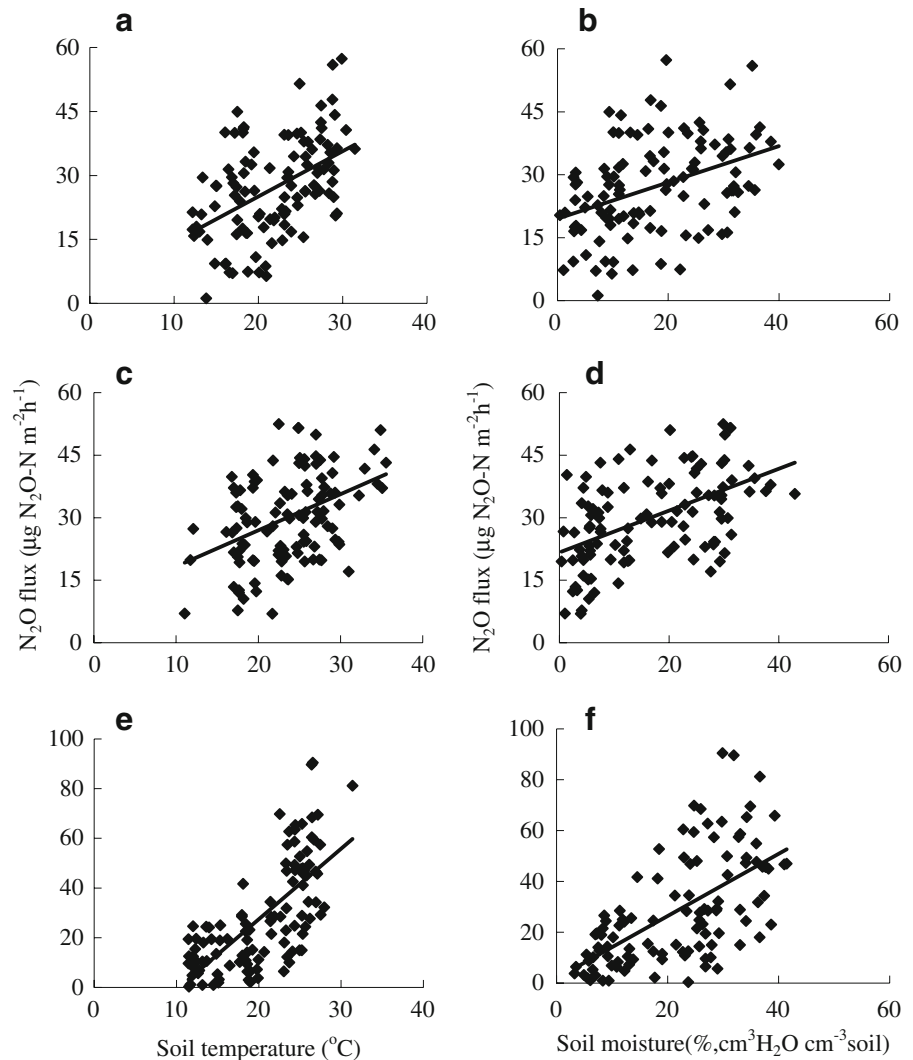 a
b
60
45
30
15
0
0 10 20 30 40
60
45
30
15
0
0 20 40 60
c
d
N₂O flux (µg N₂O-N m⁻²h⁻¹)
60
45
30
15
0
0 10 20 30 40
N₂O flux (µg N₂O-N m⁻²h⁻¹)
60
45
30
15
0
0 20 40 60
e
f
100
80
60
40
20
0
0 10 20 30 40
Soil temperature (°C)
100
80
60
40
20
0
0 20 40 60
Soil moisture(%,cm³H₂O cm⁻³soil)